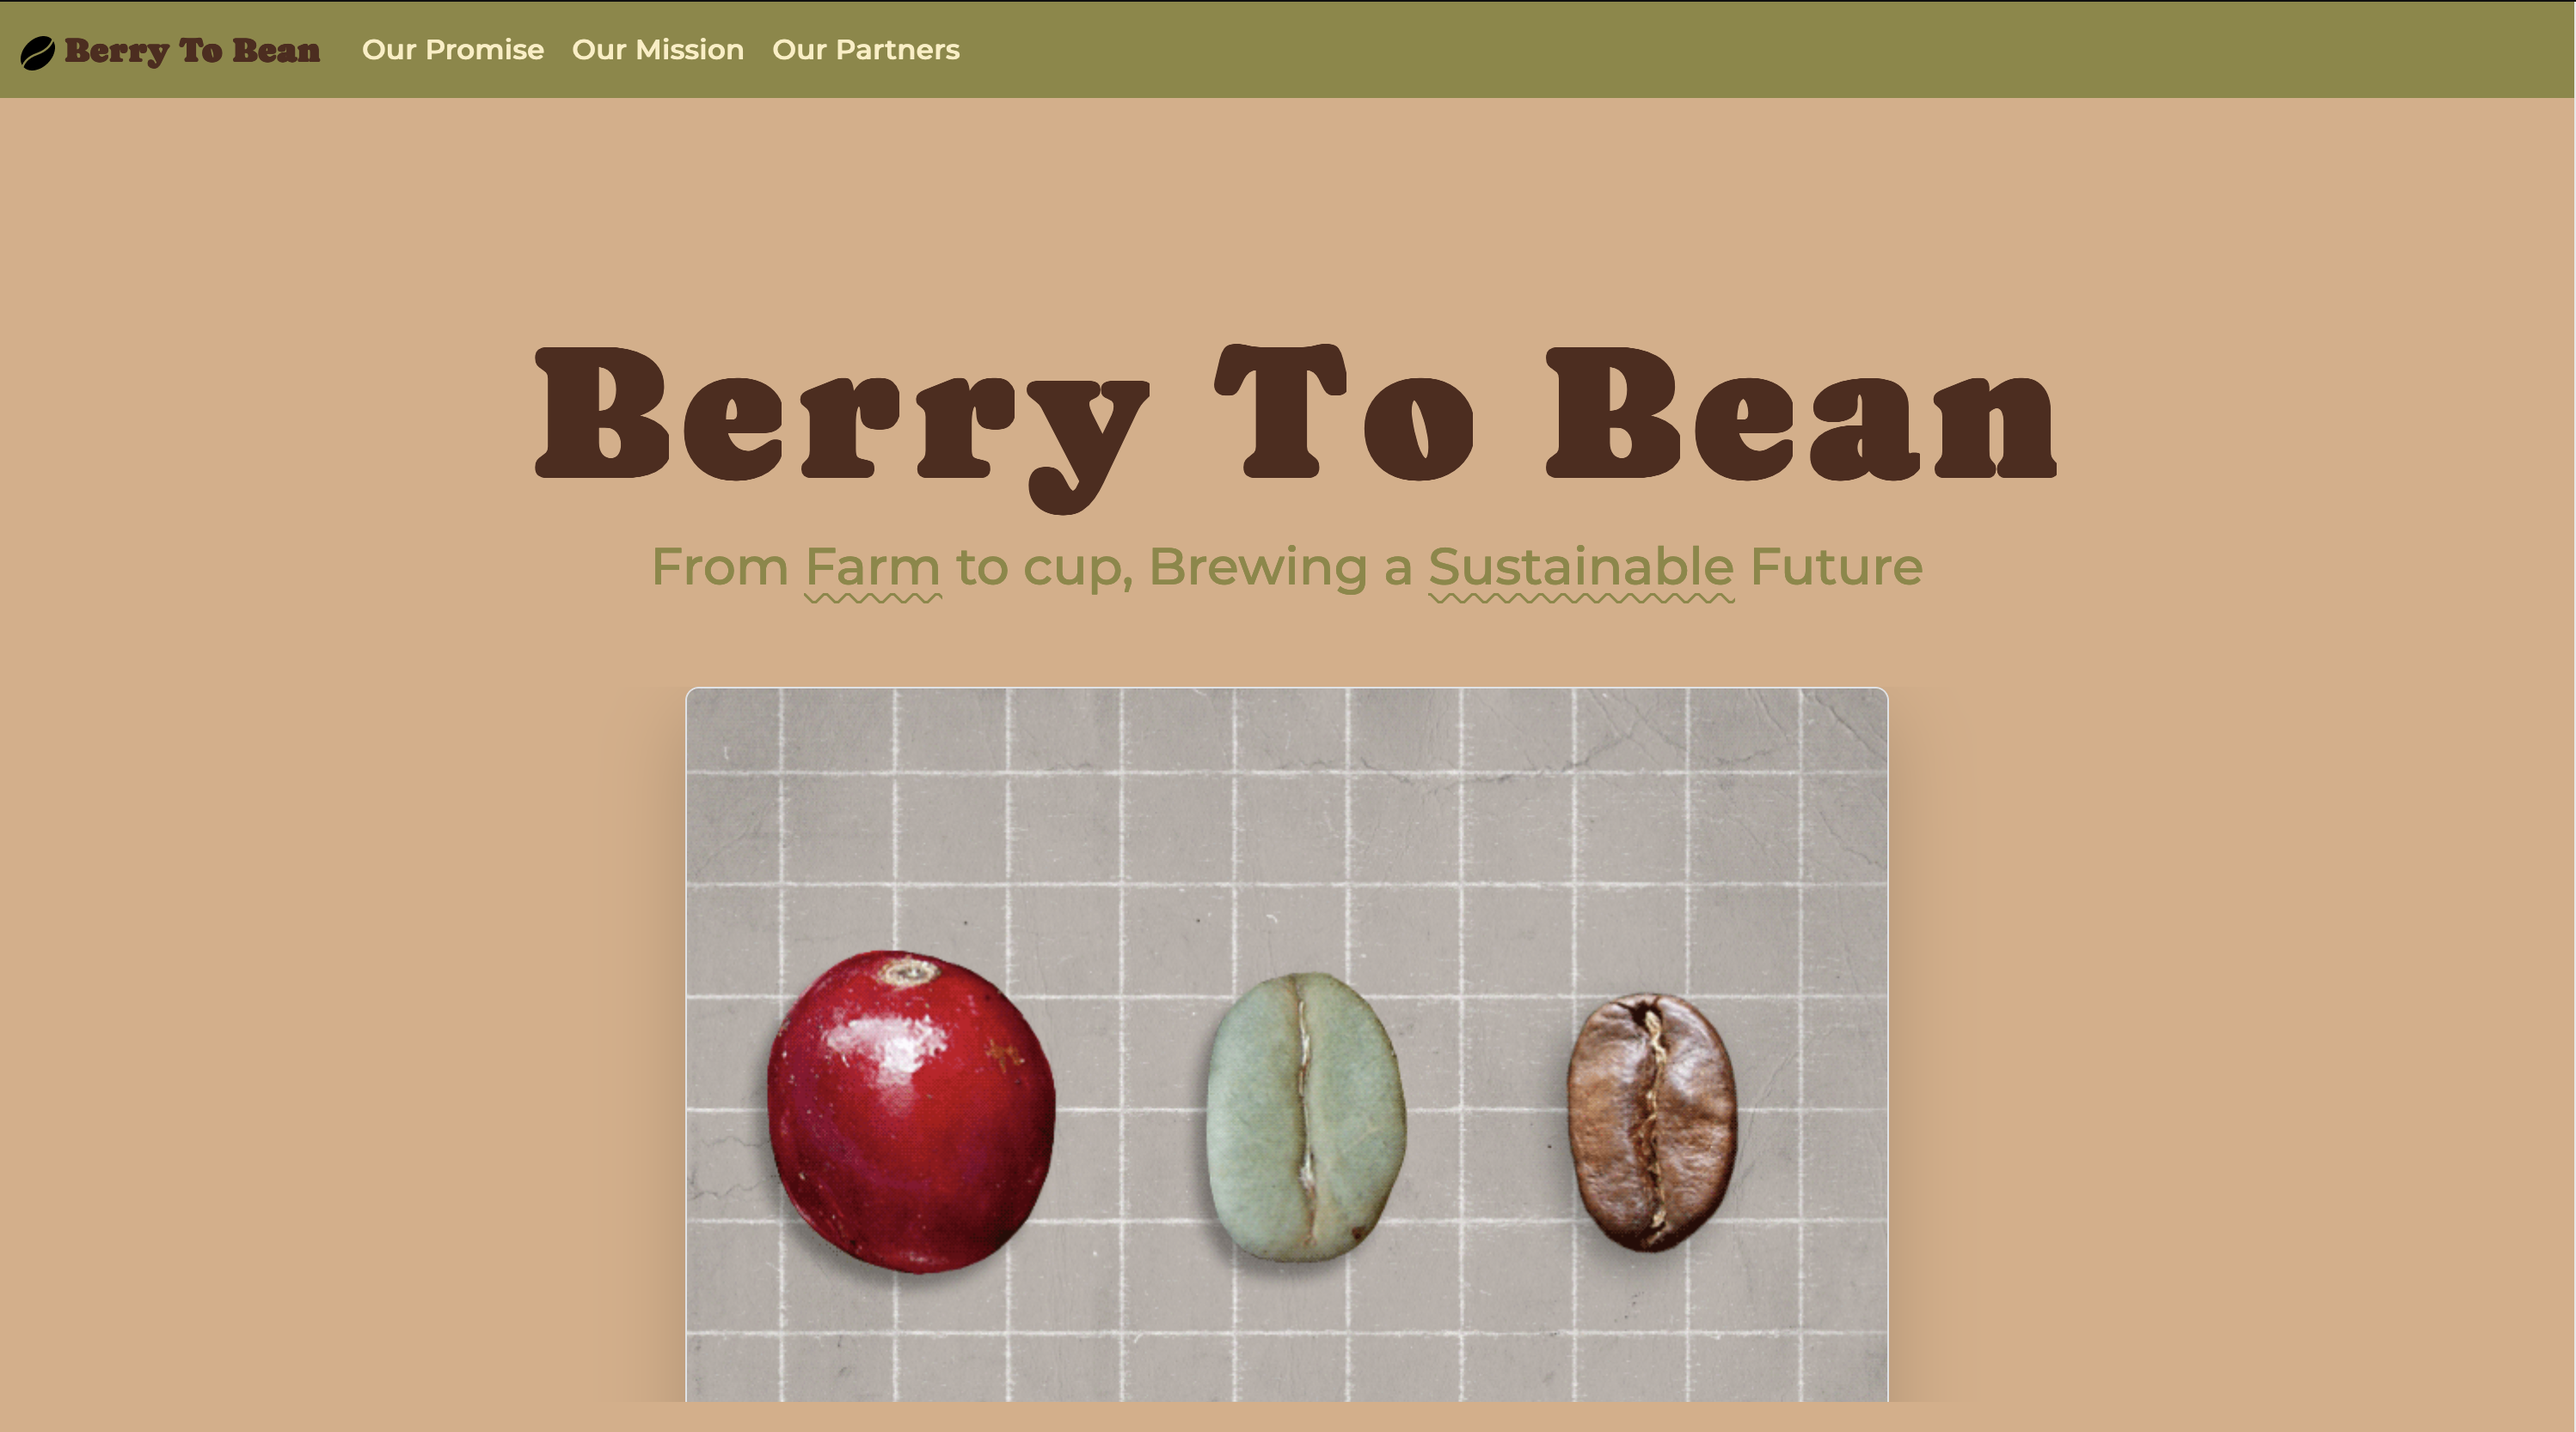 Berry To Bean Our Promise Our Mission Our Partners
Berry To Bean
From Farm to cup, Brewing a Sustainable Future